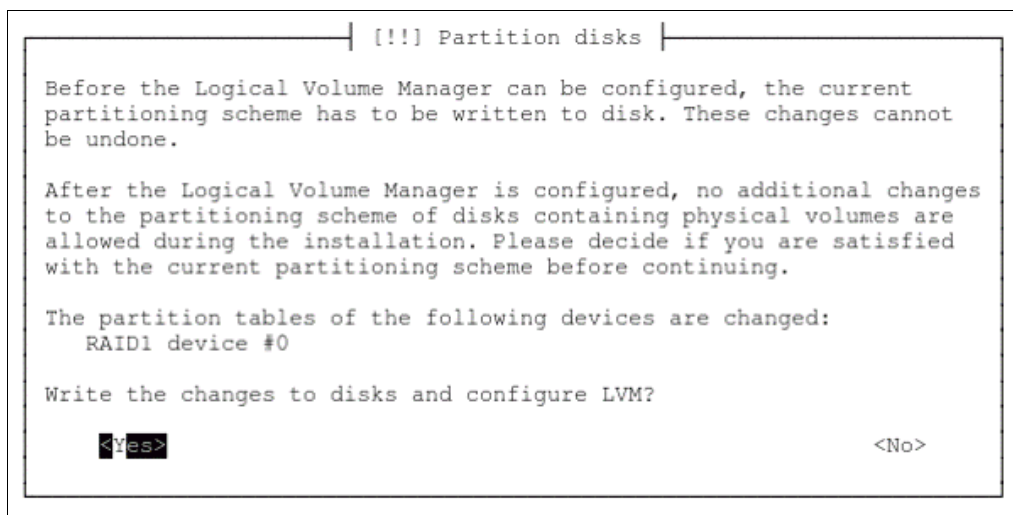 [!!] Partition disks
Before the Logical Volume Manager can be configured, the current
partitioning scheme has to be written to disk. These changes cannot
be undone.
After the Logical Volume Manager is configured, no additional changes
to the partitioning scheme of disks containing physical volumes are
allowed during the installation. Please decide if you are satisfied
with the current partitioning scheme before continuing.
The partition tables of the following devices are changed:
RAID1 device #0
Write the changes to disks and configure LVM?
<Yes> <No>